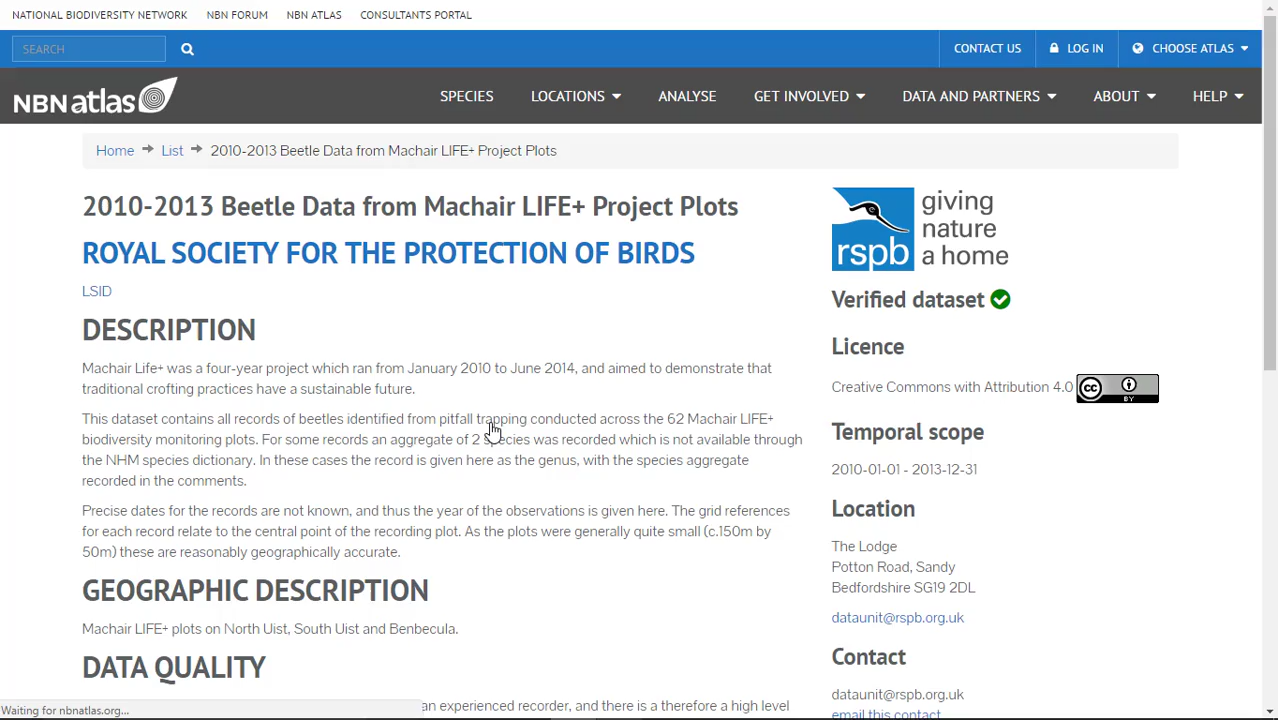 NATIONAL BIODIVERSITY NETWORK NBN FORUM NBN ATLAS CONSULTANTS PORTAL
SEARCH CONTACT US LOG IN CHOOSE ATLAS
NBN atlas SPECIES LOCATIONS ANALYSE GET INVOLVED DATA AND PARTNERS ABOUT HELP
Home List 2010-2013 Beetle Data from Machair LIFE+ Project Plots
2010-2013 Beetle Data from Machair LIFE+ Project Plots
ROYAL SOCIETY FOR THE PROTECTION OF BIRDS
LSID
DESCRIPTION
Machair Life+ was a four-year project which ran from January 2010 to June 2014, and aimed to demonstrate that
traditional crofting practices have a sustainable future.
This dataset contains all records of beetles identified from pitfall trapping conducted across the 62 Machair LIFE+
biodiversity monitoring plots. For some records an aggregate of 2 species was recorded which is not available through
the NHM species dictionary. In these cases the record is given here as the genus, with the species aggregate
recorded in the comments.
Precise dates for the records are not known, and thus the year of the observations is given here. The grid references
for each record relate to the central point of the recording plot. As the plots were generally quite small (c.150m by
50m) these are reasonably geographically accurate.
GEOGRAPHIC DESCRIPTION
Machair LIFE+ plots on North Uist, South Uist and Benbecula.
DATA QUALITY
an experienced recorder, and there is a therefore a high level
Waiting for nbnatlas.org...
rspb
giving
nature
a home
Verified dataset
Licence
Creative Commons with Attribution 4.0 cc BY
Temporal scope
2010-01-01 - 2013-12-31
Location
The Lodge
Potton Road, Sandy
Bedfordshire SG19 2DL
dataunit@rspb.org.uk
Contact
dataunit@rspb.org.uk
email this contact